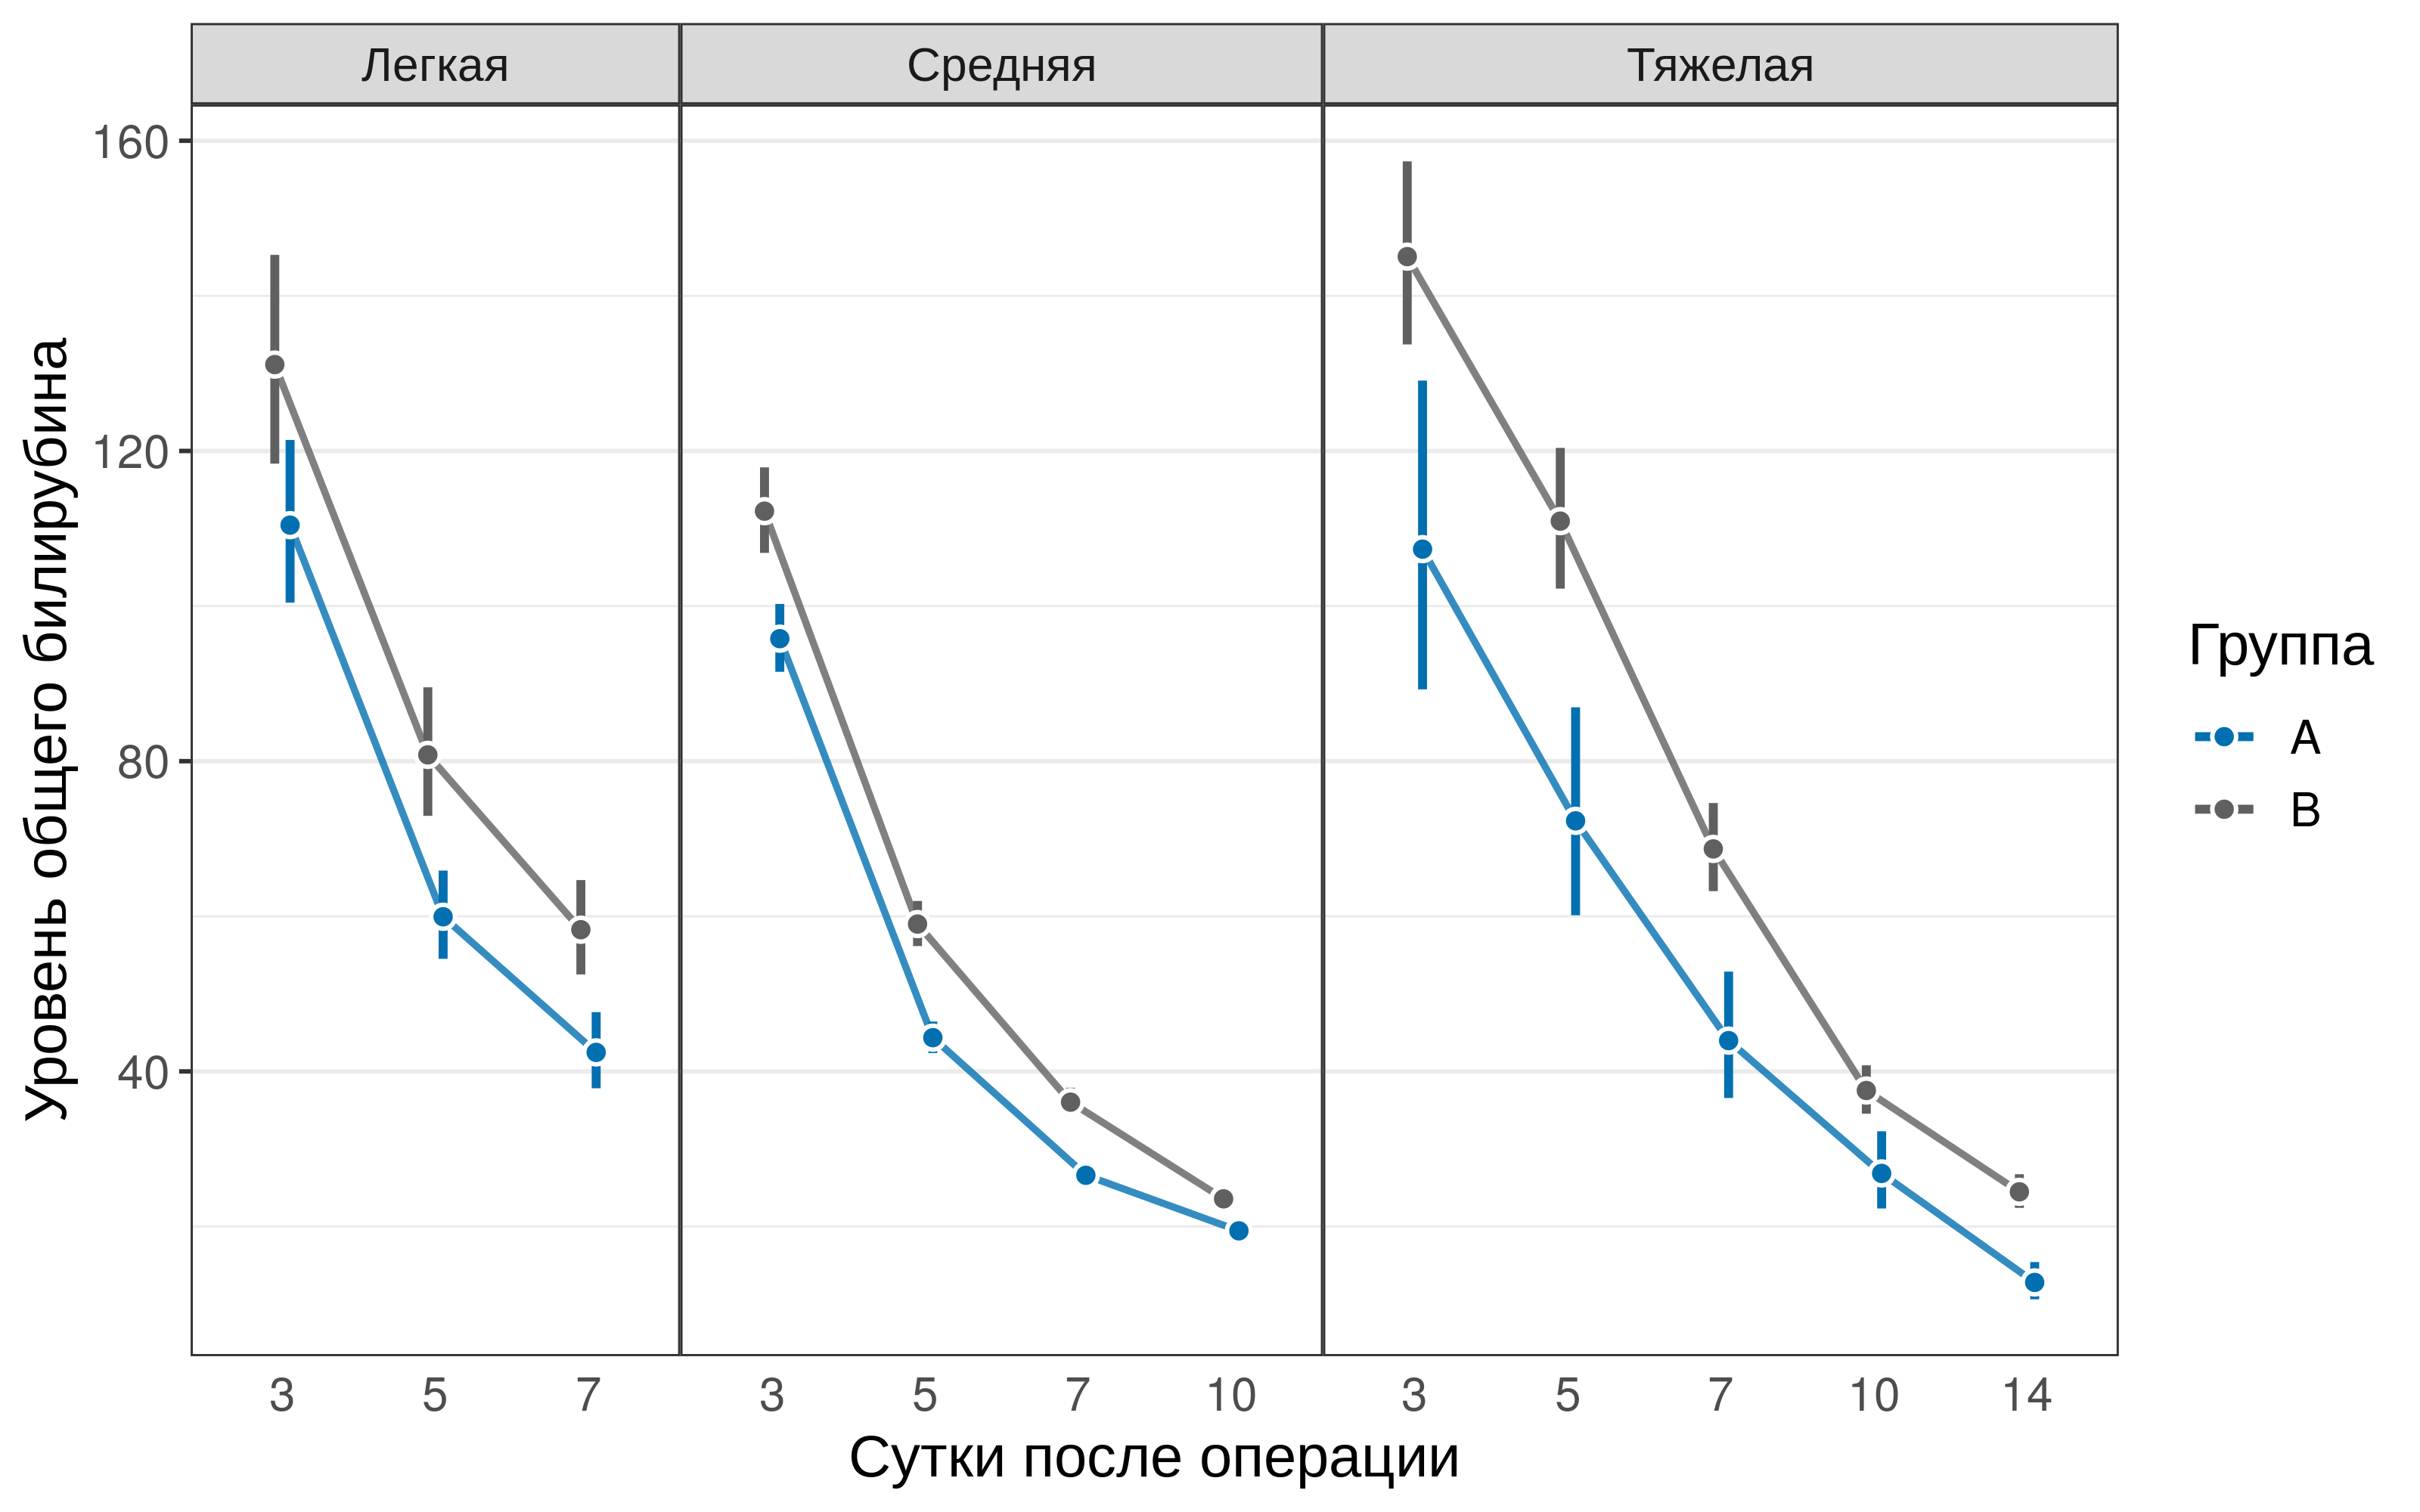 Легкая
Средняя
Тяжелая
160
120
80
40
Уровень общего билирубина
3 5 7
3 5 7 10
3 5 7 10 14
Сутки после операции
Группа
A
B